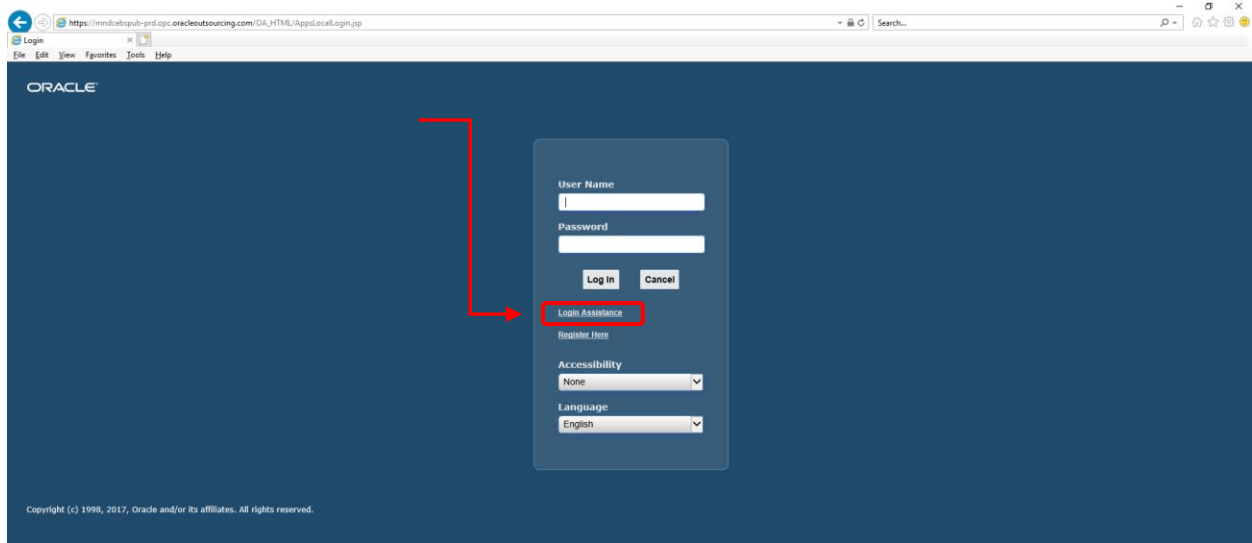 https://mndcebspub-prd.opc.oracleoutsourcing.com/OA_HTML/AppsLocalLogin.jsp
Search...
Login
File Edit View Favorites Tools Help
ORACLE
User Name
Password
Log In Cancel
Login Assistance
Register Here
Accessibility
None
Language
English
Copyright (c) 1998, 2017, Oracle and/or its affiliates. All rights reserved.